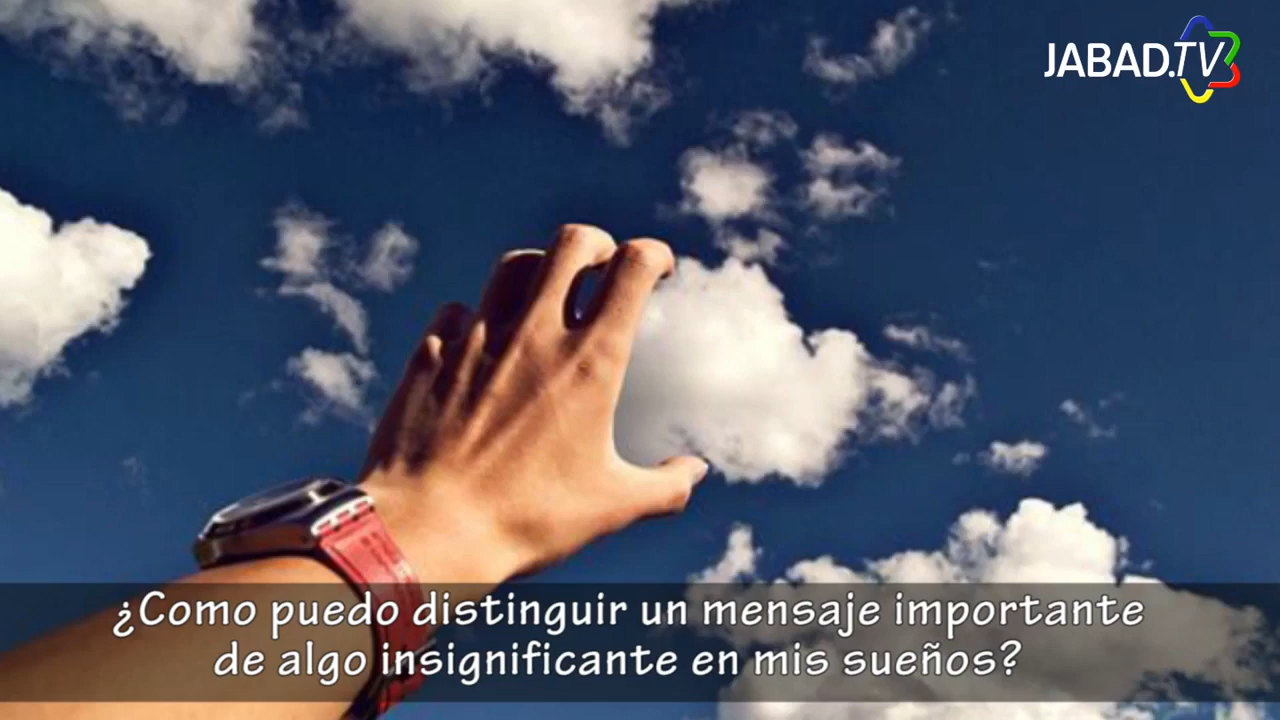 JABAD.TV
¿Como puedo distinguir un mensaje importante
de algo insignificante en mis sueños?